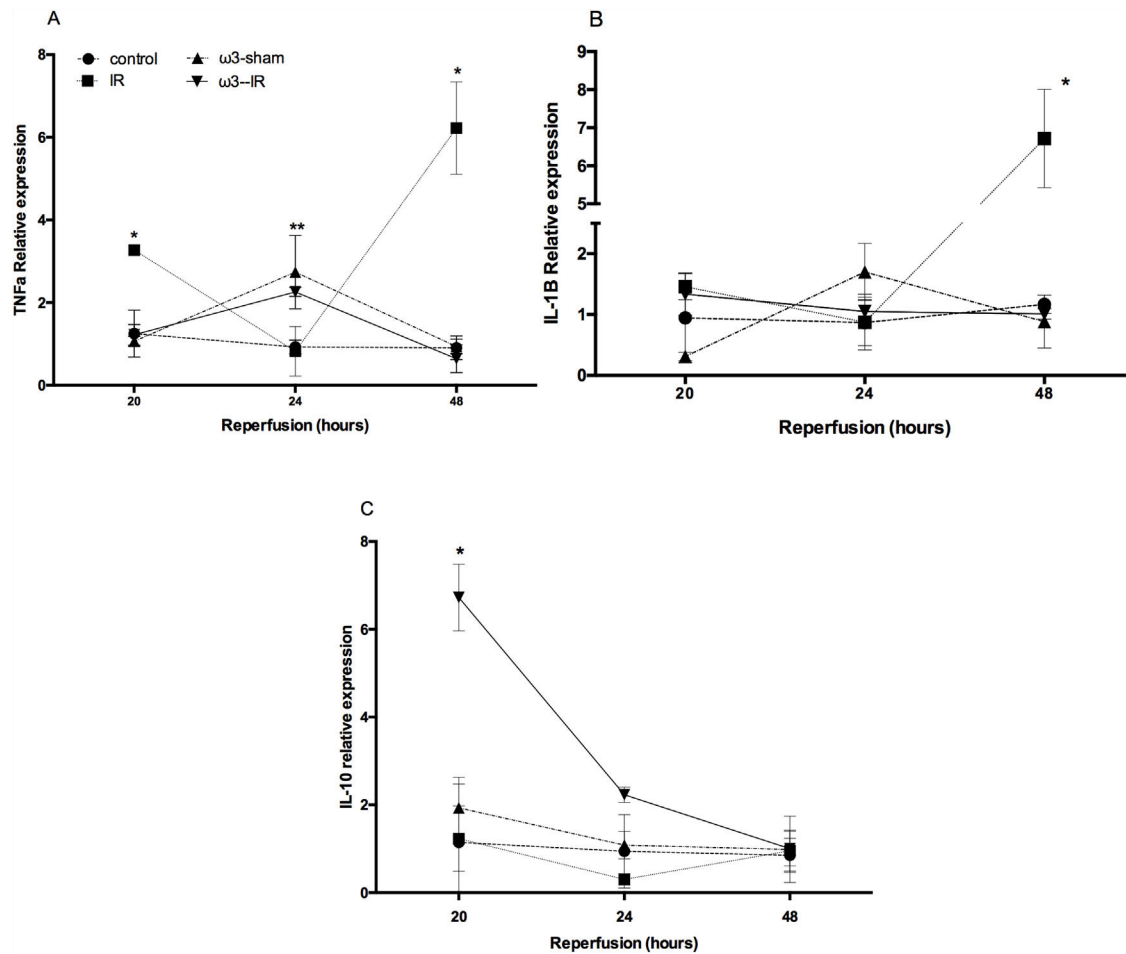 A
control
ω3-sham
IR
ω3--IR
8
6
4
2
0
*
**
*
20
24
48
TNFa Relative expression
Reperfusion (hours)
B
9
8
7
6
5
2
1
0
*
20
24
48
IL-1B Relative expression
Reperfusion (hours)
C
8
6
4
2
0
*
20
24
48
IL-10 relative expression
Reperfusion (hours)